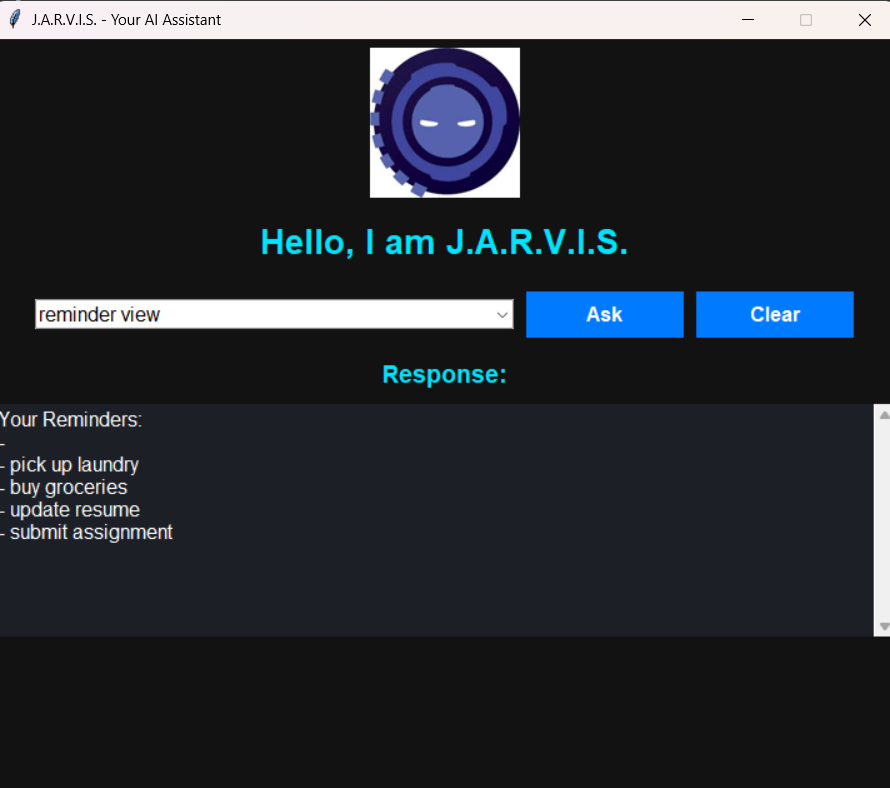 J.A.R.V.I.S. - Your AI Assistant
Hello, I am J.A.R.V.I.S.
reminder view
Ask
Clear
Response:
Your Reminders:
-
- pick up laundry
- buy groceries
- update resume
- submit assignment